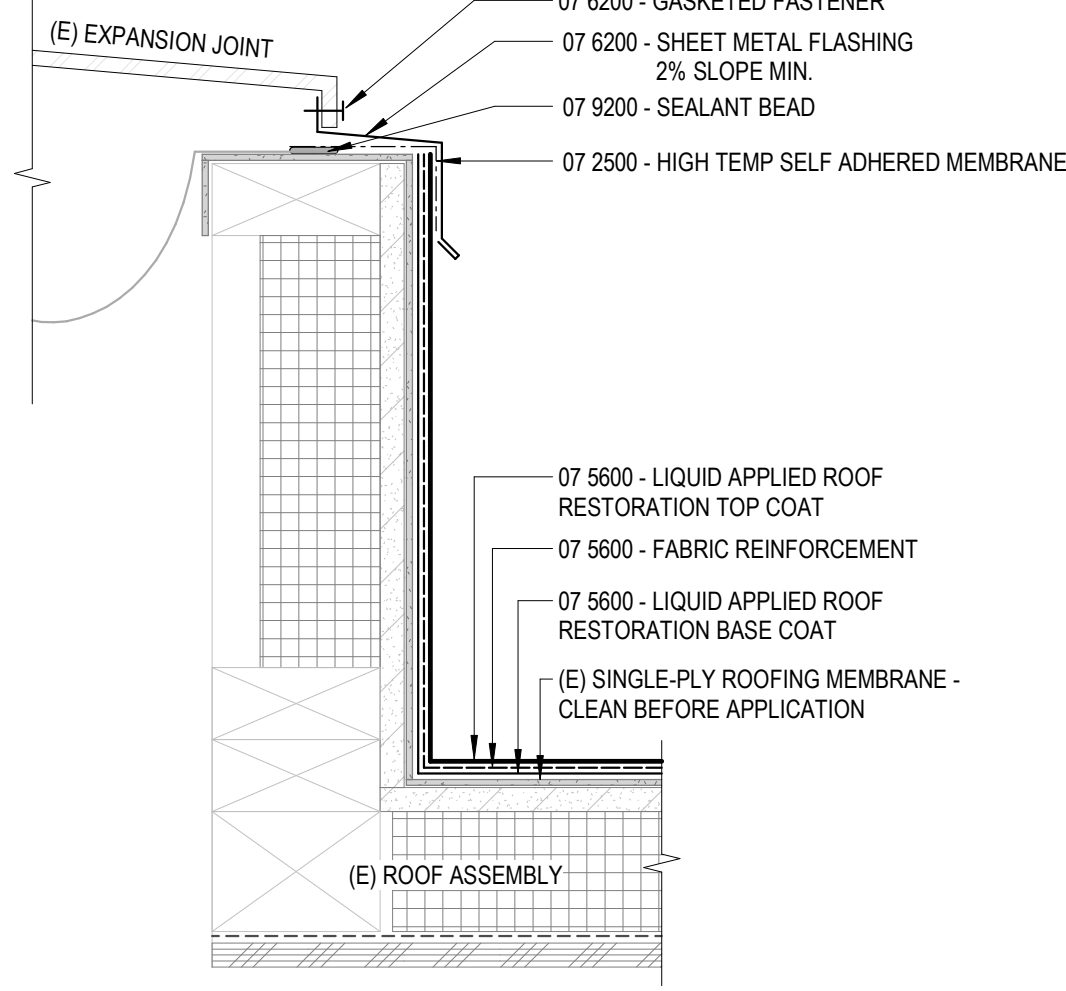 07 6200 - GASKETED FASTENER
(E) EXPANSION JOINT
07 6200 - SHEET METAL FLASHING
2% SLOPE MIN.
07 9200 - SEALANT BEAD
07 2500 - HIGH TEMP SELF ADHERED MEMBRANE
07 5600 - LIQUID APPLIED ROOF
RESTORATION TOP COAT
07 5600 - FABRIC REINFORCEMENT
07 5600 - LIQUID APPLIED ROOF
RESTORATION BASE COAT
(E) SINGLE-PLY ROOFING MEMBRANE -
CLEAN BEFORE APPLICATION
(E) ROOF ASSEMBLY